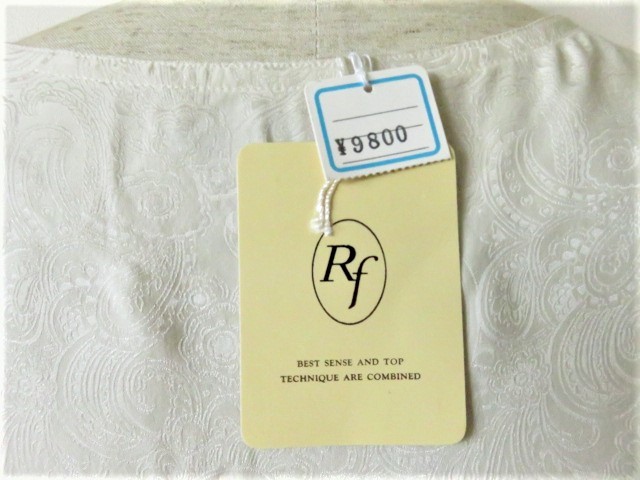 ¥9800
Rf
BEST SENSE AND TOP
TECHNIQUE ARE COMBINED